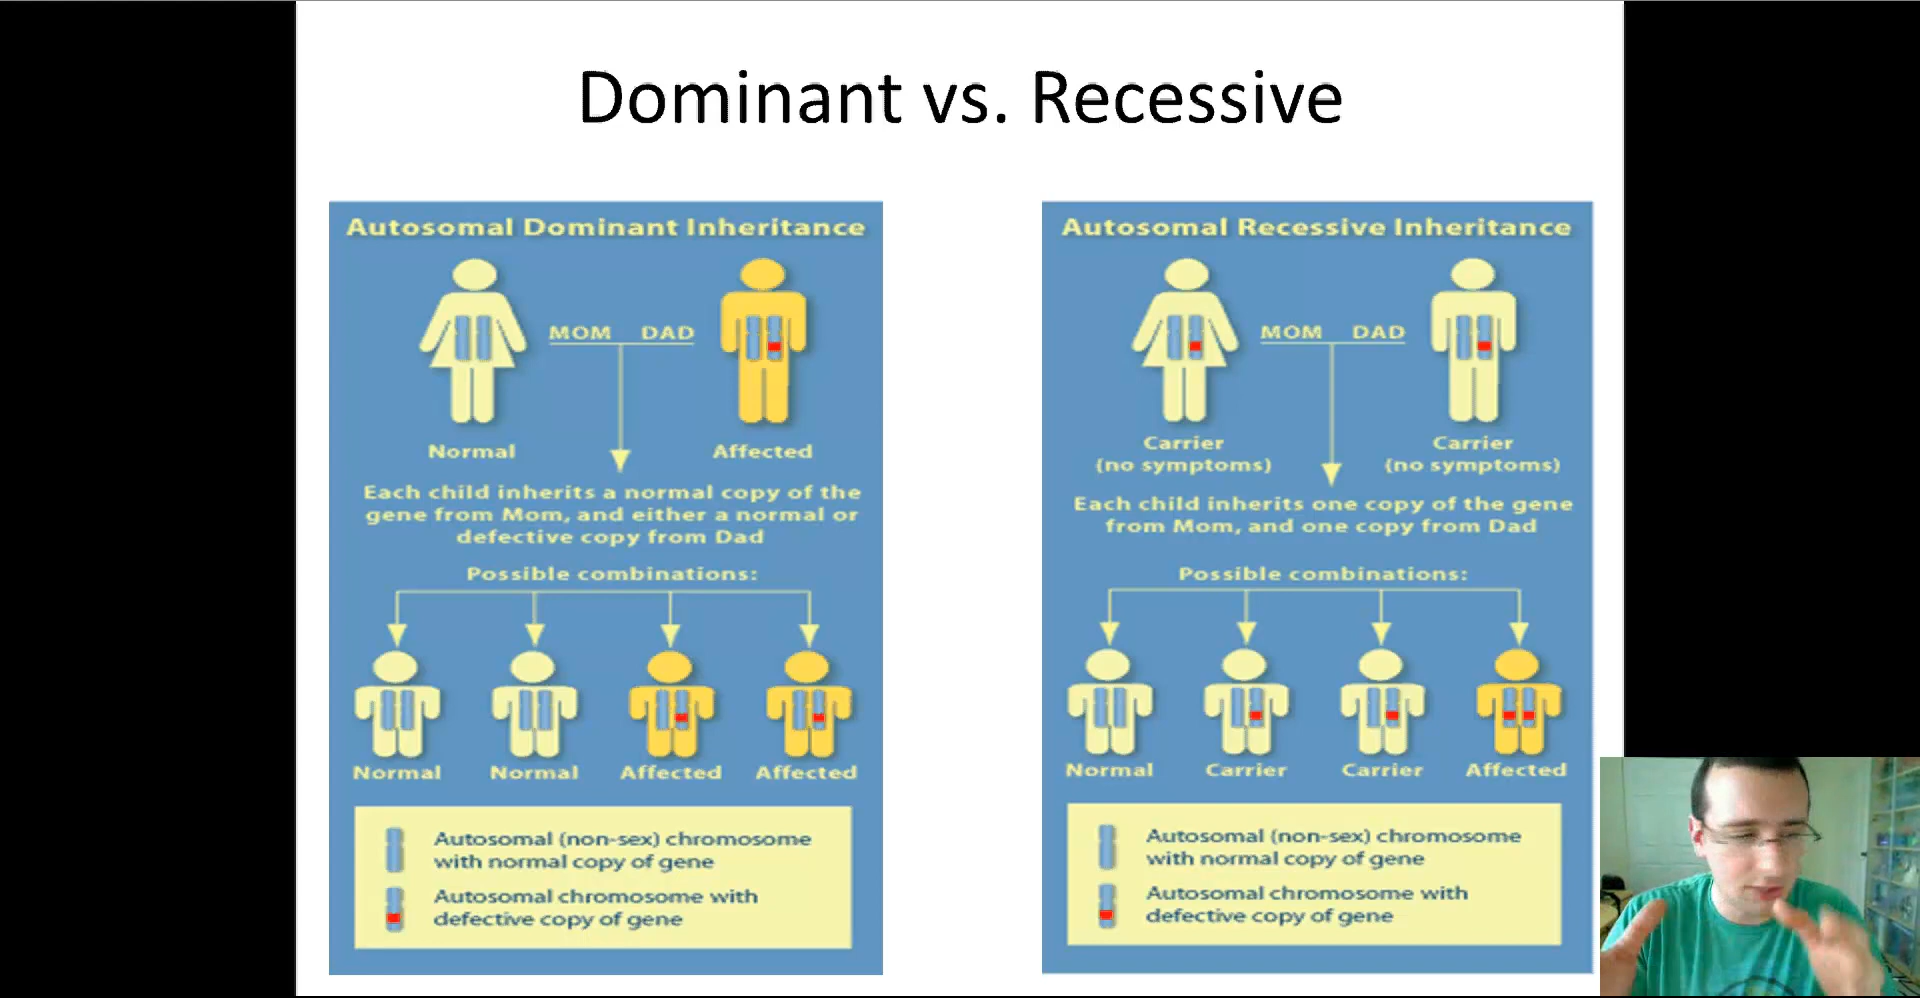 Dominant vs. Recessive
Autosomal Dominant Inheritance
MOM DAD
Normal Affected
Each child inherits a normal copy of the
gene from Mom, and either a normal or
defective copy from Dad
Possible combinations:
Normal Normal Affected Affected
Autosomal (non-sex) chromosome
with normal copy of gene
Autosomal chromosome with
defective copy of gene
Autosomal Recessive Inheritance
MOM DAD
Carrier Carrier
(no symptoms) (no symptoms)
Each child inherits one copy of the gene
from Mom, and one copy from Dad
Possible combinations:
Normal Carrier Carrier Affected
Autosomal (non-sex) chromosome
with normal copy of gene
Autosomal chromosome with
defective copy of gene